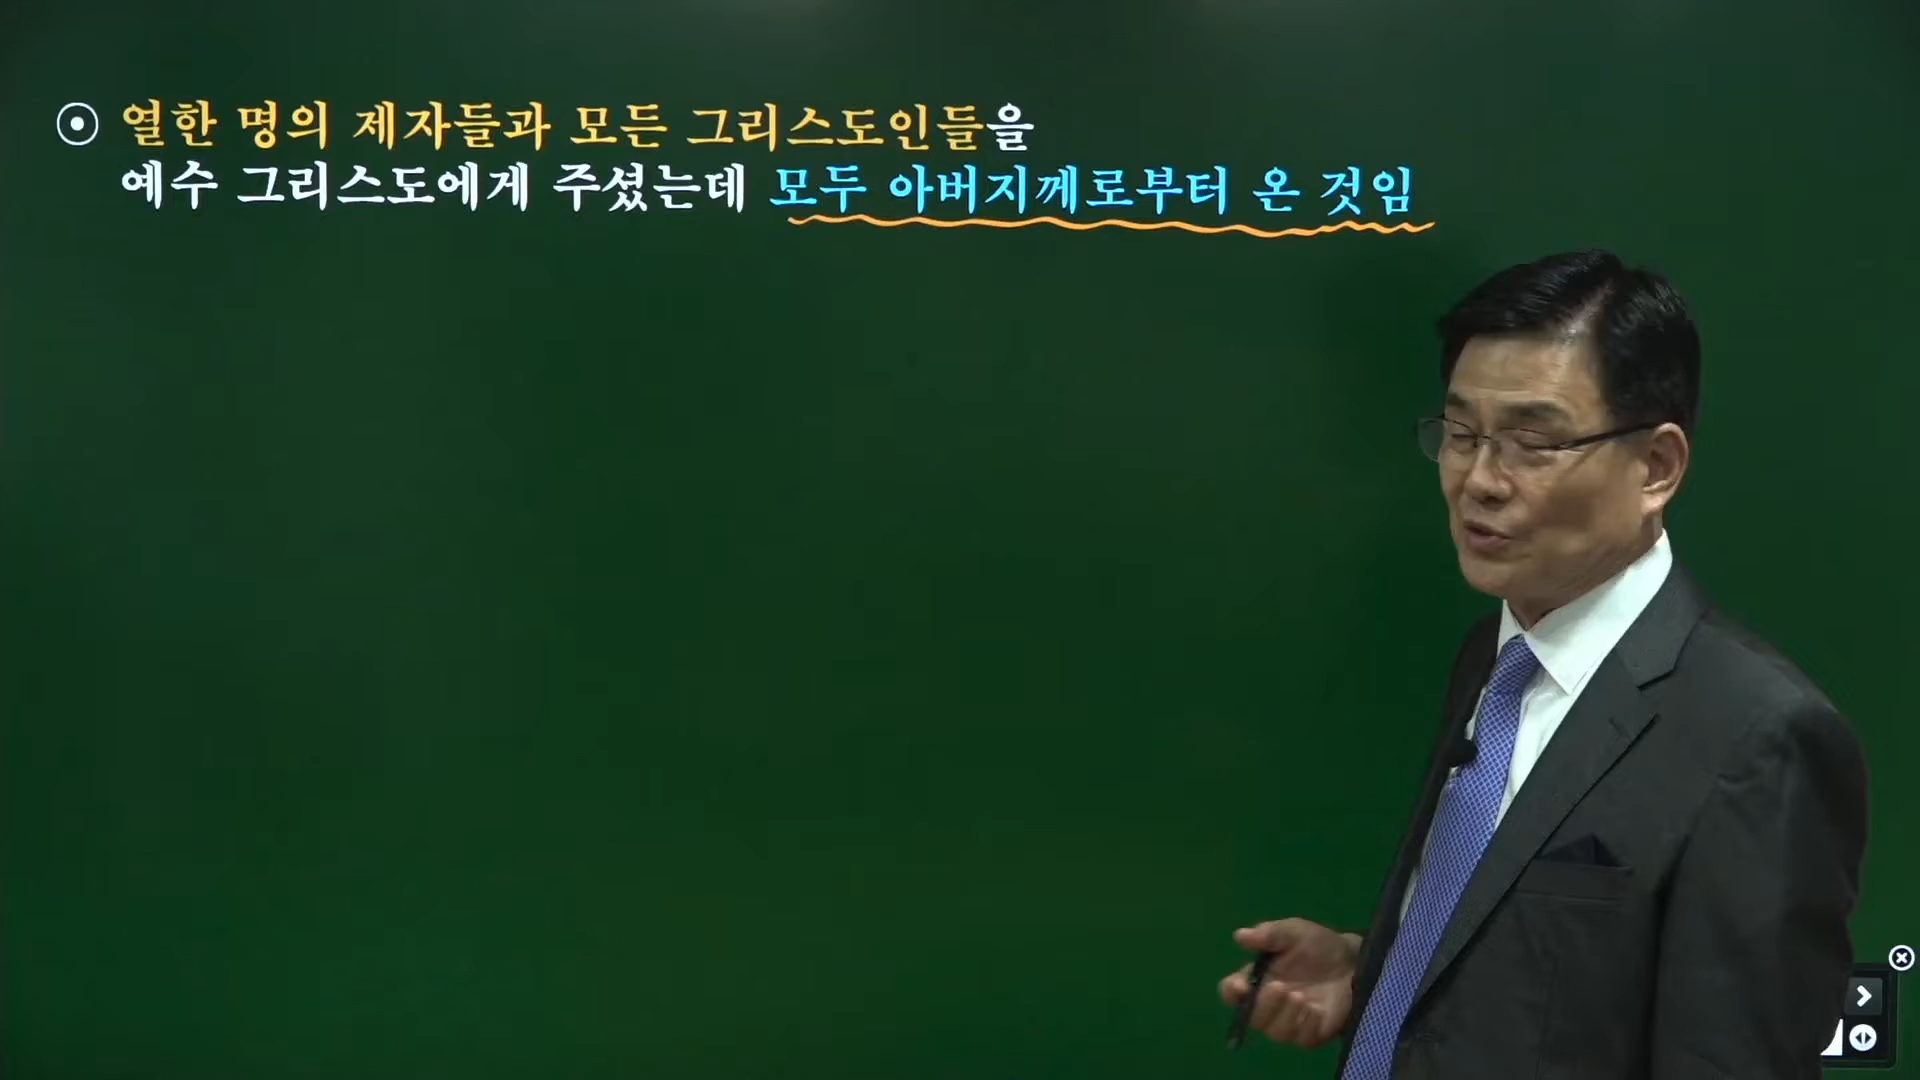 ⊙ 열한 명의 제자들과 모든 그리스도인들을
예수 그리스도에게 주셨는데 모두 아버지께로부터 온 것임